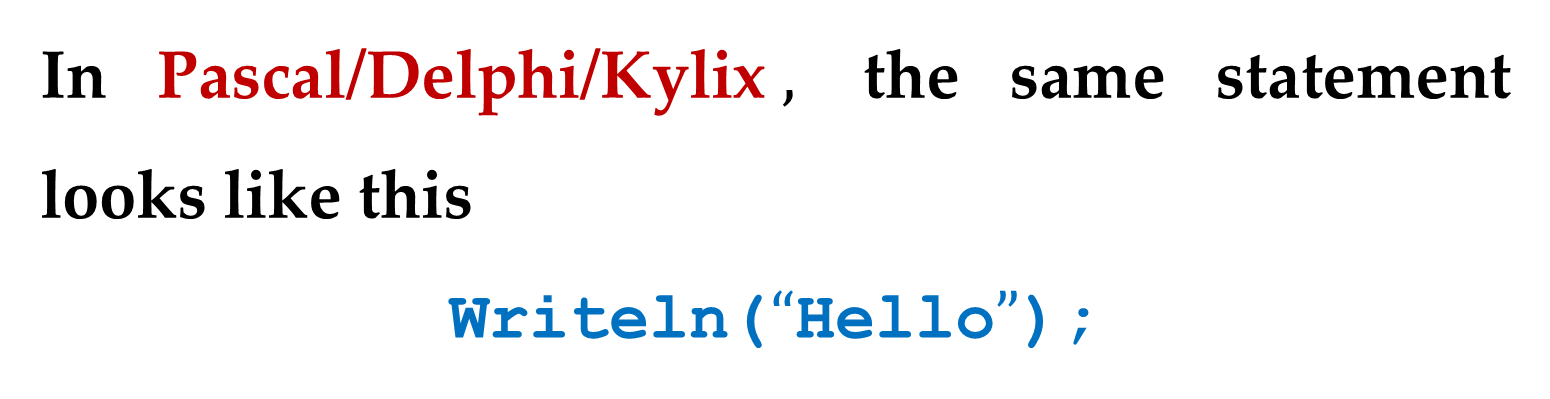 In Pascal/Delphi/Kylix , the same statement
looks like this
Writeln(“Hello”);